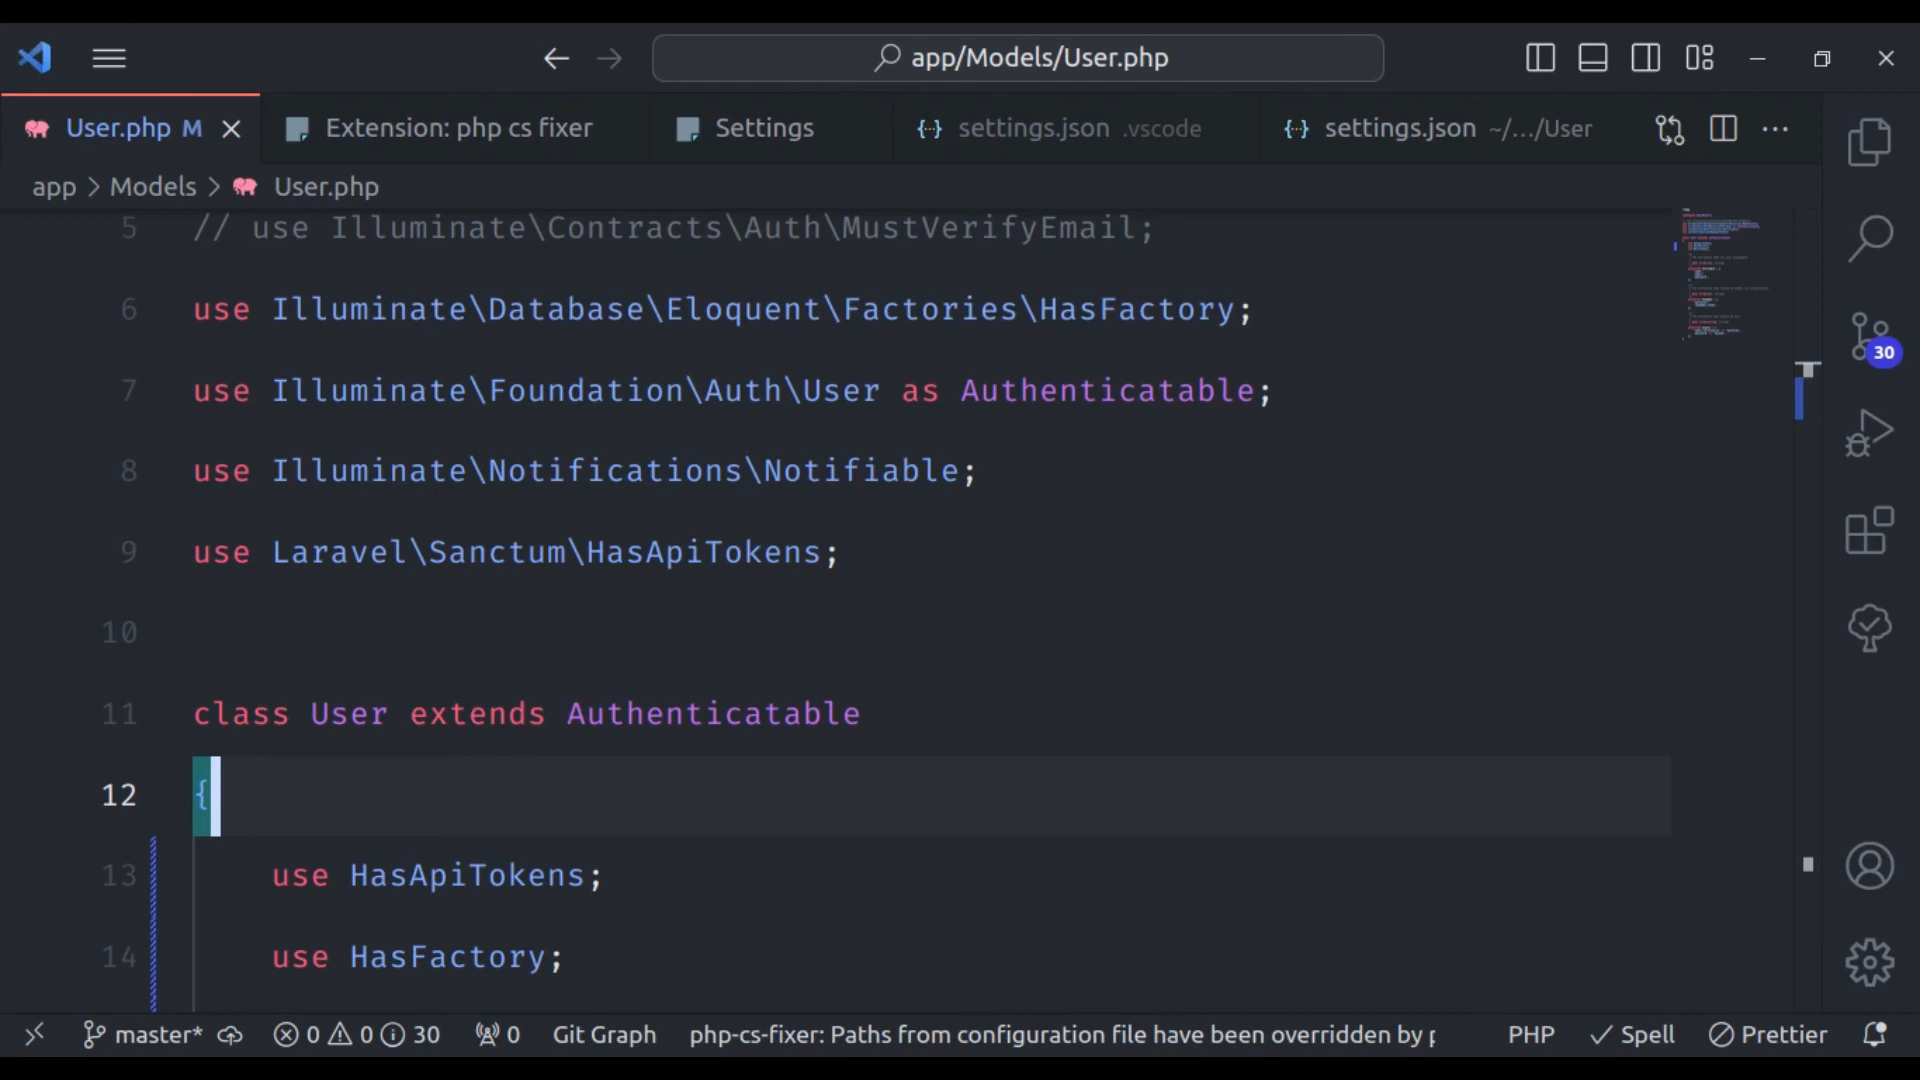 app/Models/User.php
User.php M
Extension: php cs fixer
Settings
settings.json .vscode
settings.json ~/.../User
app > Models > User.php
5 // use Illuminate\Contracts\Auth\MustVerifyEmail;
6 use Illuminate\Database\Eloquent\Factories\HasFactory;
7 use Illuminate\Foundation\Auth\User as Authenticatable;
8 use Illuminate\Notifications\Notifiable;
9 use Laravel\Sanctum\HasApiTokens;
10
11 class User extends Authenticatable
12 {
13 use HasApiTokens;
14 use HasFactory;
30
master* 0 0 30 0 Git Graph php-cs-fixer: Paths from configuration file have been overridden by PHP Spell Prettier